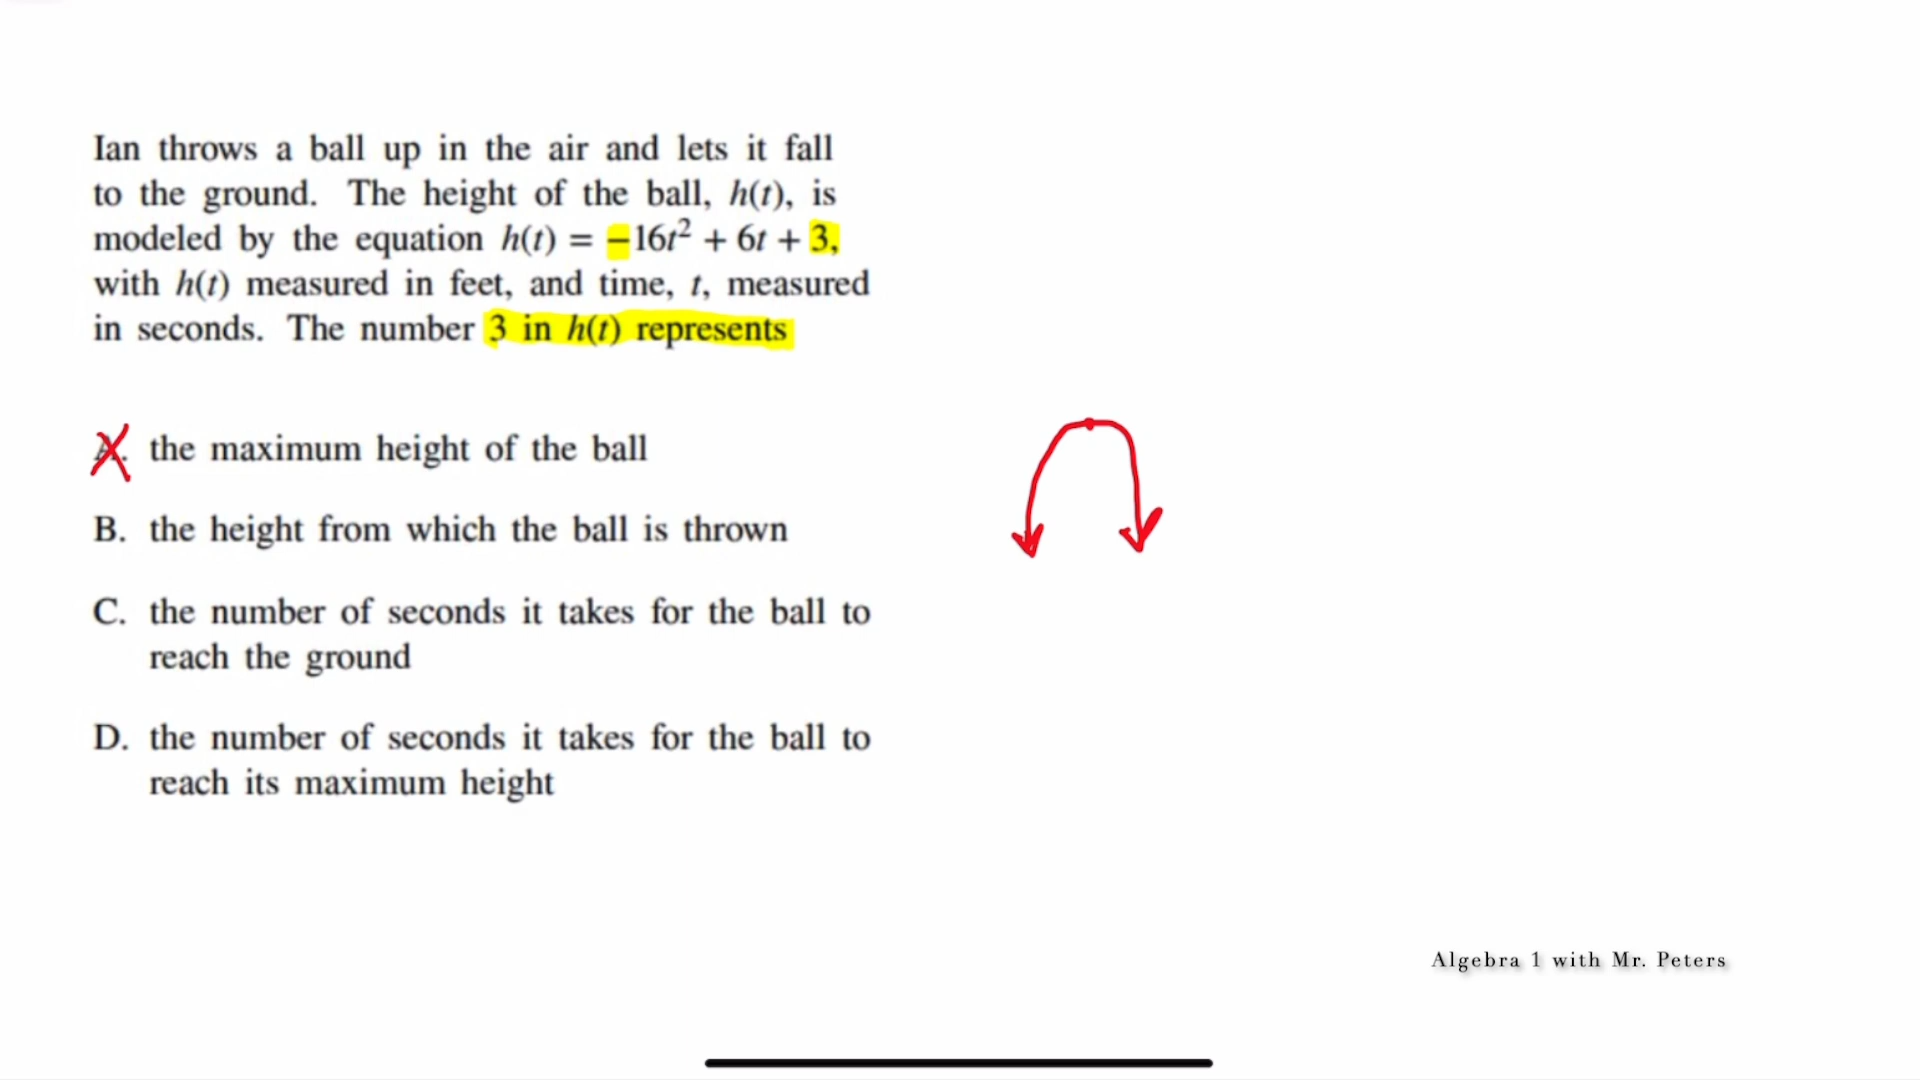 Ian throws a ball up in the air and lets it fall
to the ground. The height of the ball, h(t), is
modeled by the equation h(t) = −16t² + 6t + 3,
with h(t) measured in feet, and time, t, measured
in seconds. The number 3 in h(t) represents
A. the maximum height of the ball
B. the height from which the ball is thrown
C. the number of seconds it takes for the ball to
reach the ground
D. the number of seconds it takes for the ball to
reach its maximum height
Algebra 1 with Mr. Peters